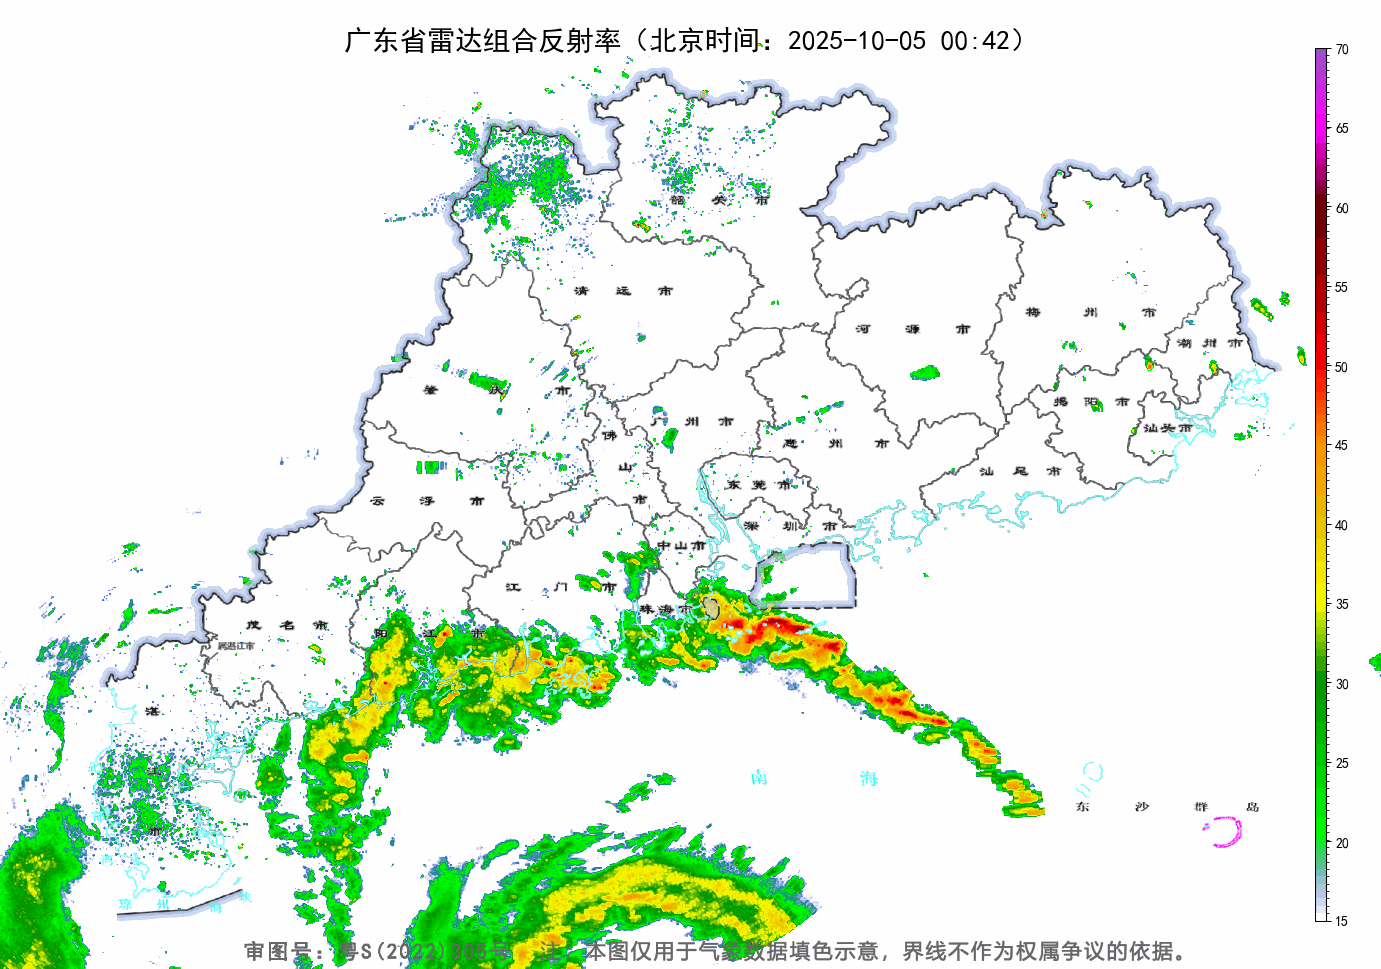 广东省雷达组合反射率（北京时间：2025-10-05 00:42）
70
65
60
55
50
45
40
35
30
25
20
15
韶关市
清远市
河源市
梅州市
潮州市
肇庆市
广州市
惠州市
揭阳市
汕头市
佛山市
东莞市
汕尾市
云浮市
深圳市
中山市
江门市
珠海市
茂名市
阳江市
属湛江市
湛江市
南海
东沙群岛
琼州海峡
审图号：粤S(2022)305号 注：本图仅用于气象数据填色示意，界线不作为权属争议的依据。